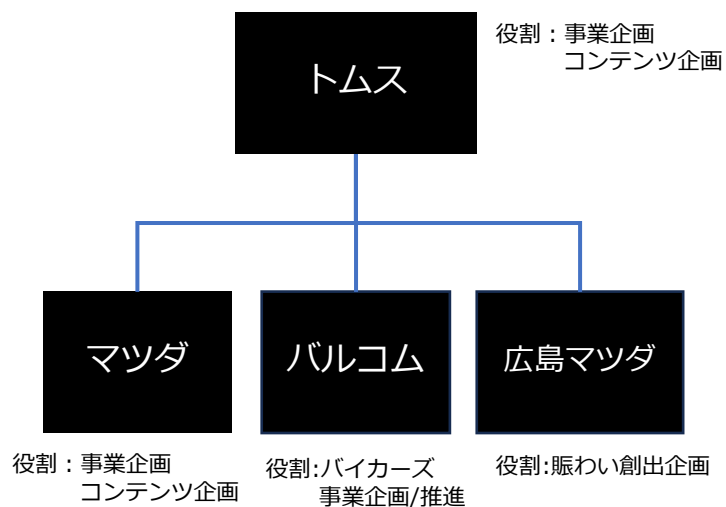 トムス
役割：事業企画
コンテンツ企画
マツダ
バルコム
広島マツダ
役割：事業企画
コンテンツ企画
役割:バイカーズ
事業企画/推進
役割:賑わい創出企画